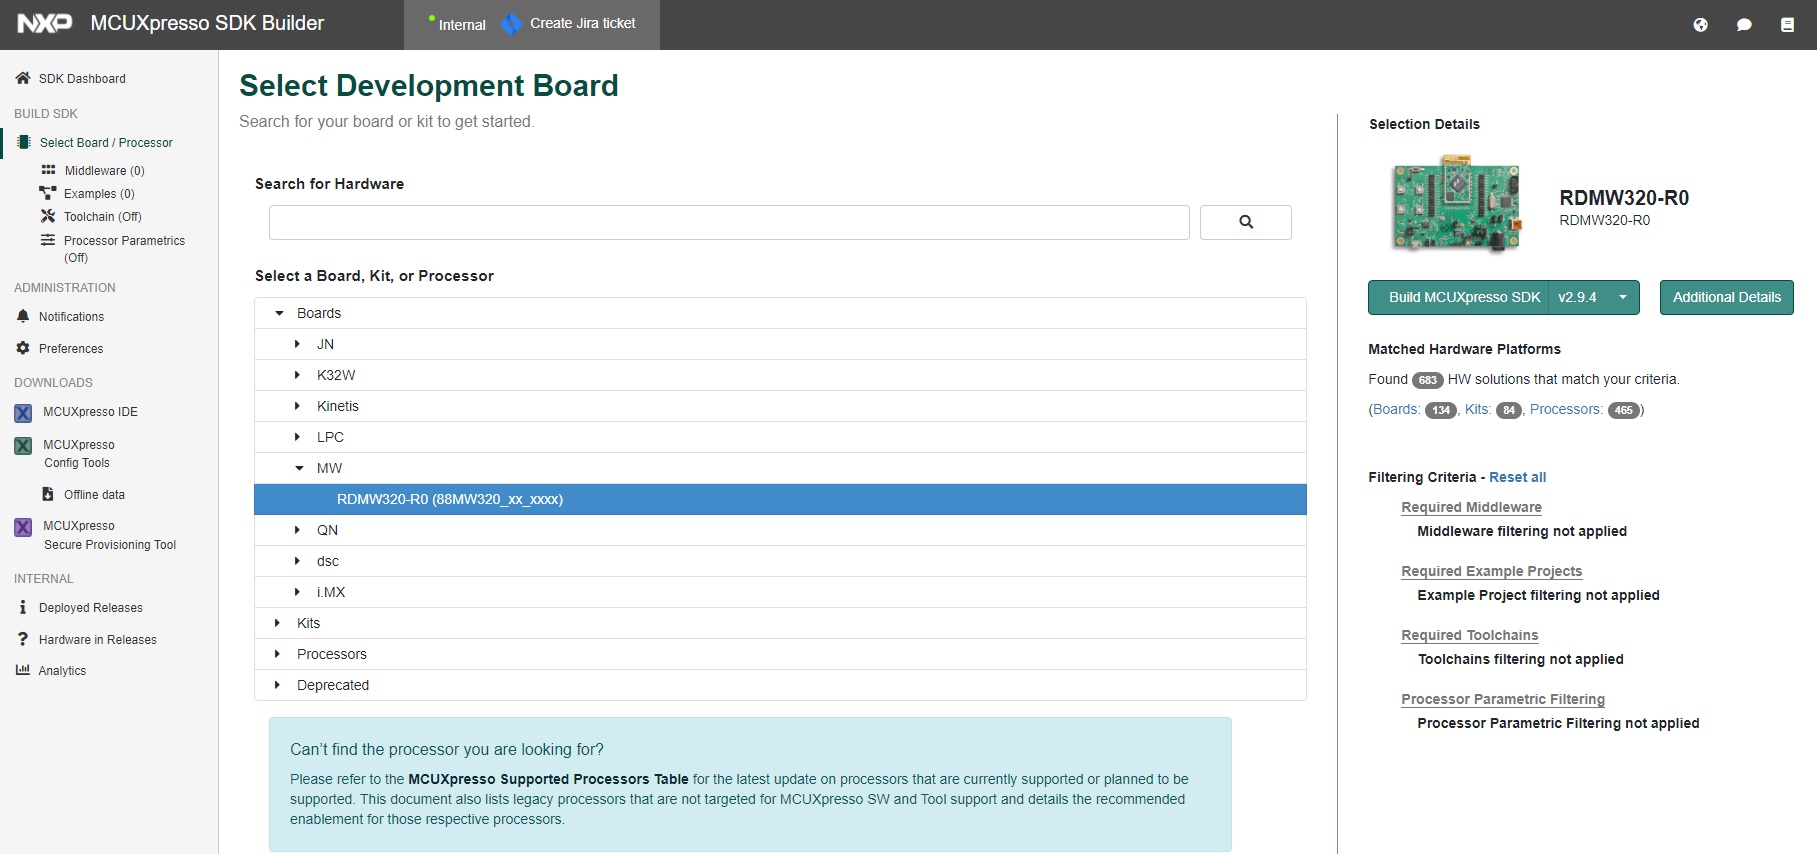 NXP MCUXpresso SDK Builder
Internal Create Jira ticket
SDK Dashboard
BUILD SDK
Select Board / Processor
Middleware (0)
Examples (0)
Toolchain (Off)
Processor Parametrics
(Off)
ADMINISTRATION
Notifications
Preferences
DOWNLOADS
MCUXpresso IDE
MCUXpresso
Config Tools
Offline data
MCUXpresso
Secure Provisioning Tool
INTERNAL
Deployed Releases
Hardware in Releases
Analytics
Select Development Board
Search for your board or kit to get started.
Search for Hardware
Select a Board, Kit, or Processor
Boards
JN
K32W
Kinetis
LPC
MW
RDMW320-R0 (88MW320_xx_xxxx)
QN
dsc
i.MX
Kits
Processors
Deprecated
Can't find the processor you are looking for?
Please refer to the MCUXpresso Supported Processors Table for the latest update on processors that are currently supported or planned to be
supported. This document also lists legacy processors that are not targeted for MCUXpresso SW and Tool support and details the recommended
enablement for those respective processors.
Selection Details
RDMW320-R0
RDMW320-R0
Build MCUXpresso SDK v2.9.4
Additional Details
Matched Hardware Platforms
Found 683 HW solutions that match your criteria.
(Boards: 134, Kits: 84, Processors: 465)
Filtering Criteria - Reset all
Required Middleware
Middleware filtering not applied
Required Example Projects
Example Project filtering not applied
Required Toolchains
Toolchains filtering not applied
Processor Parametric Filtering
Processor Parametric Filtering not applied